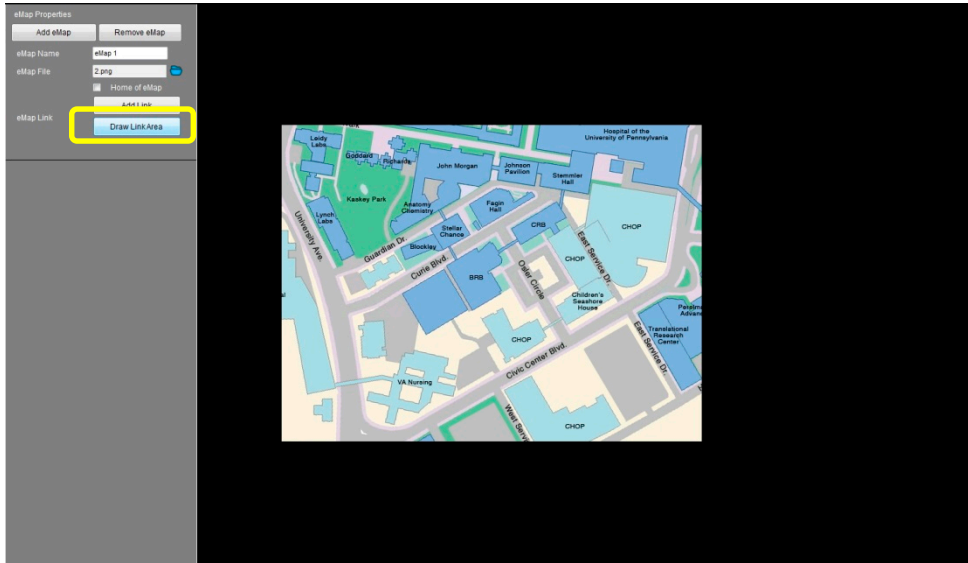 eMap Properties
Add eMap
Remove eMap
eMap Name
eMap 1
eMap File
2.png
Home of eMap
Add Link
eMap Link
Draw LinkArea
Park
Leidy
Labs
Goddard
Richards
John Morgan
Johnson
Pavilion
Stemmler
Hall
Hospital of the
University of Pennsylvania
Kaskey Park
Lynch
Labs
Anatomy
Chemistry
Fagin
Hall
Stellar
Chance
CRB
CHOP
University Ave.
Guardian Dr.
Blockley
Curie Blvd.
BRB
Osler Circle
CHOP
East Service Dr.
Children's
Seashore
House
CHOP
Civic Center Blvd.
East Service Dr.
Translational
Research
Center
VA Nursing
CHOP